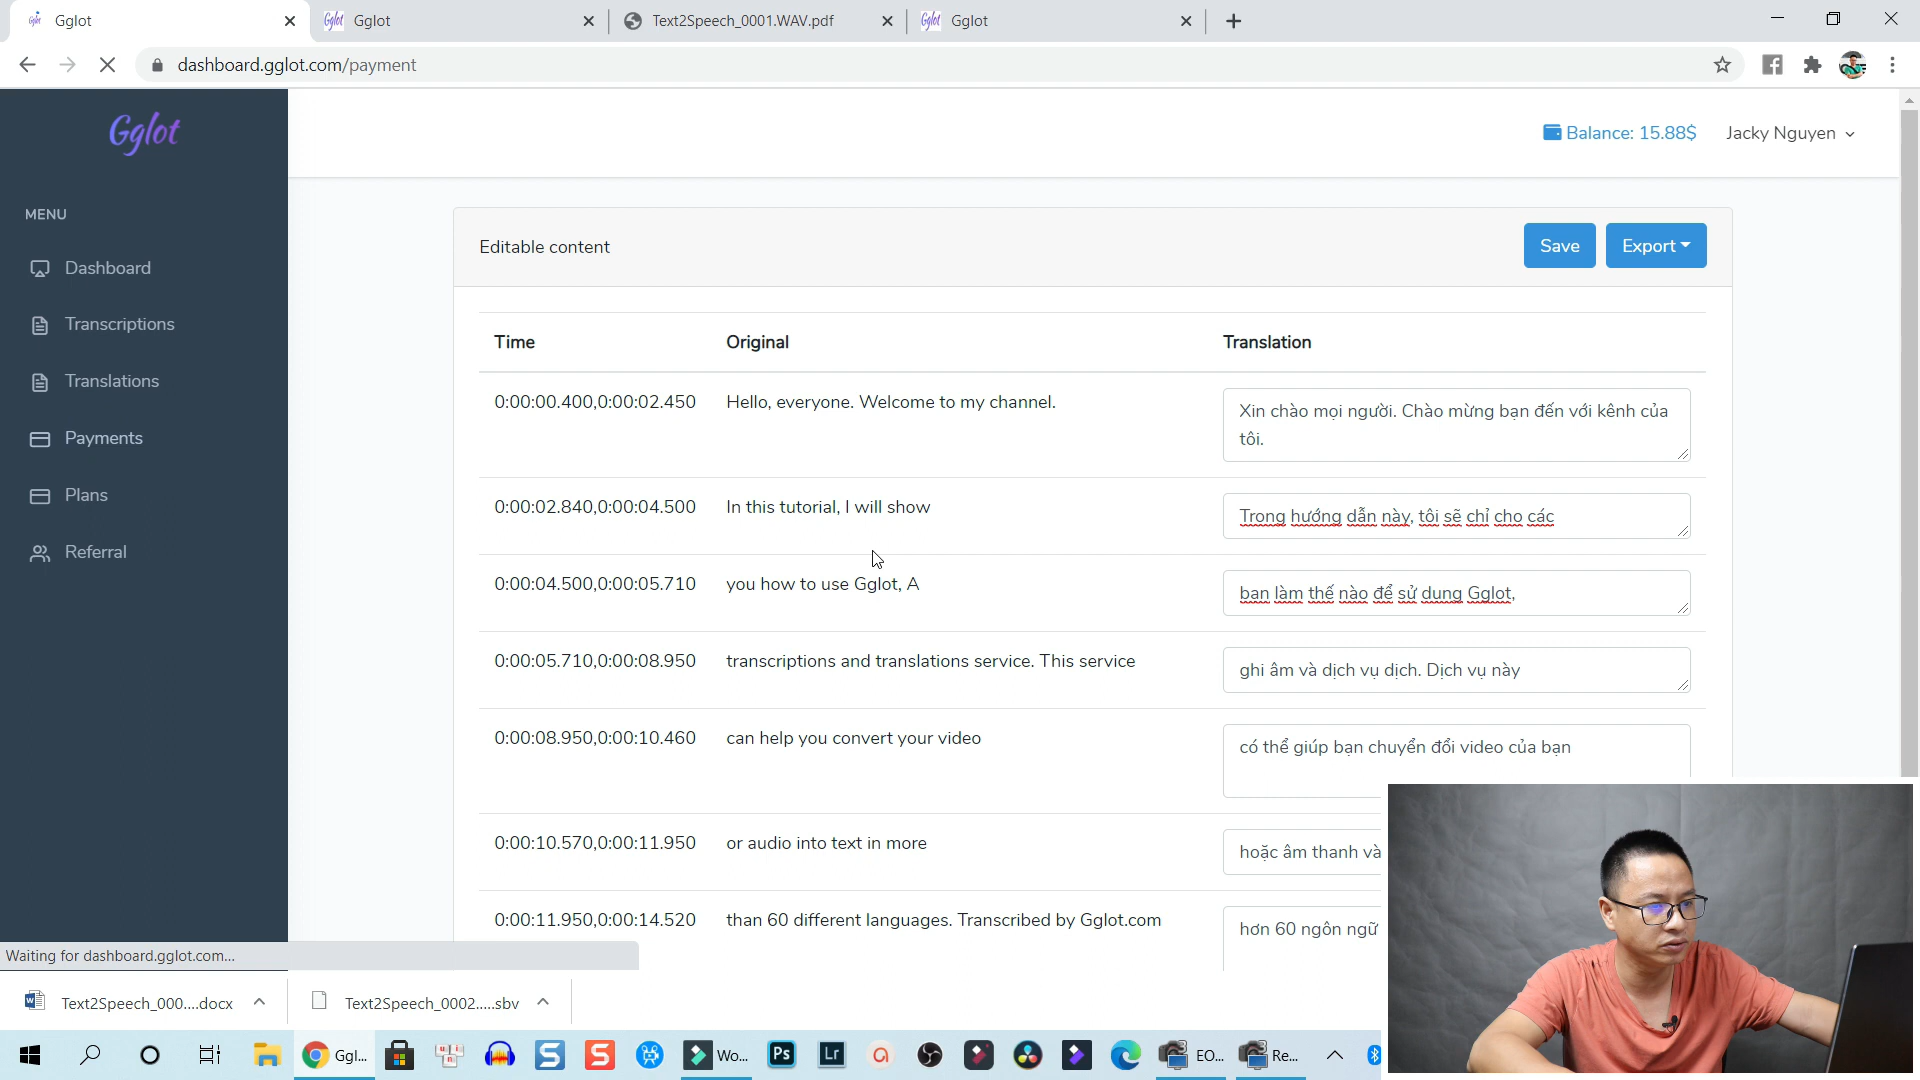 Gglot
Gglot
Text2Speech_0001.WAV.pdf
Gglot
dashboard.gglot.com/payment
Gglot
Balance: 15.88$
Jacky Nguyen
MENU
Dashboard
Transcriptions
Translations
Payments
Plans
Referral
Editable content
Save
Export
Time
Original
Translation
0:00:00.400,0:00:02.450
Hello, everyone. Welcome to my channel.
Xin chào mọi người. Chào mừng bạn đến với kênh của
tôi.
0:00:02.840,0:00:04.500
In this tutorial, I will show
Trong hướng dẫn này, tôi sẽ chỉ cho các
0:00:04.500,0:00:05.710
you how to use Gglot, A
bạn làm thế nào để sử dụng Gglot,
0:00:05.710,0:00:08.950
transcriptions and translations service. This service
ghi âm và dịch vụ dịch. Dịch vụ này
0:00:08.950,0:00:10.460
can help you convert your video
có thể giúp bạn chuyển đổi video của bạn
0:00:10.570,0:00:11.950
or audio into text in more
hoặc âm thanh và
0:00:11.950,0:00:14.520
than 60 different languages. Transcribed by Gglot.com
hơn 60 ngôn ngữ
Waiting for dashboard.gglot.com...
Text2Speech_000....docx
Text2Speech_0002.....sbv
Ggl...
Wo...
Ps
Lr
EO...
Re...